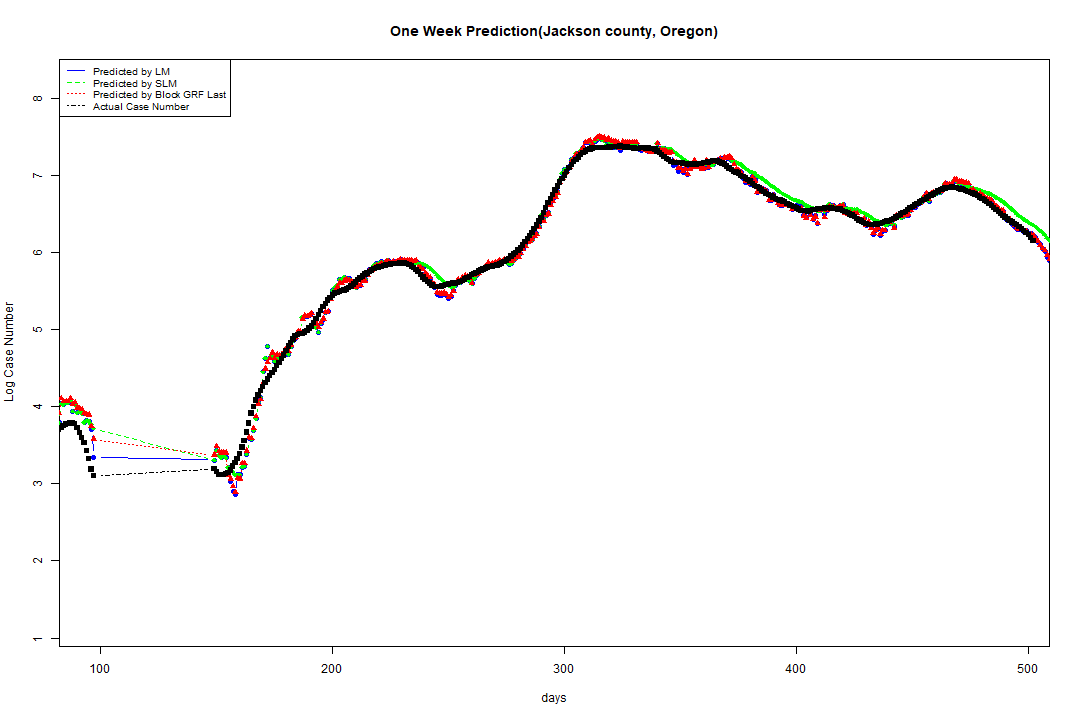 One Week Prediction(Jackson county, Oregon)
Predicted by LM
Predicted by SLM
Predicted by Block GRF Last
Actual Case Number
Log Case Number
8
7
6
5
4
3
2
1
100 200 300 400 500
days